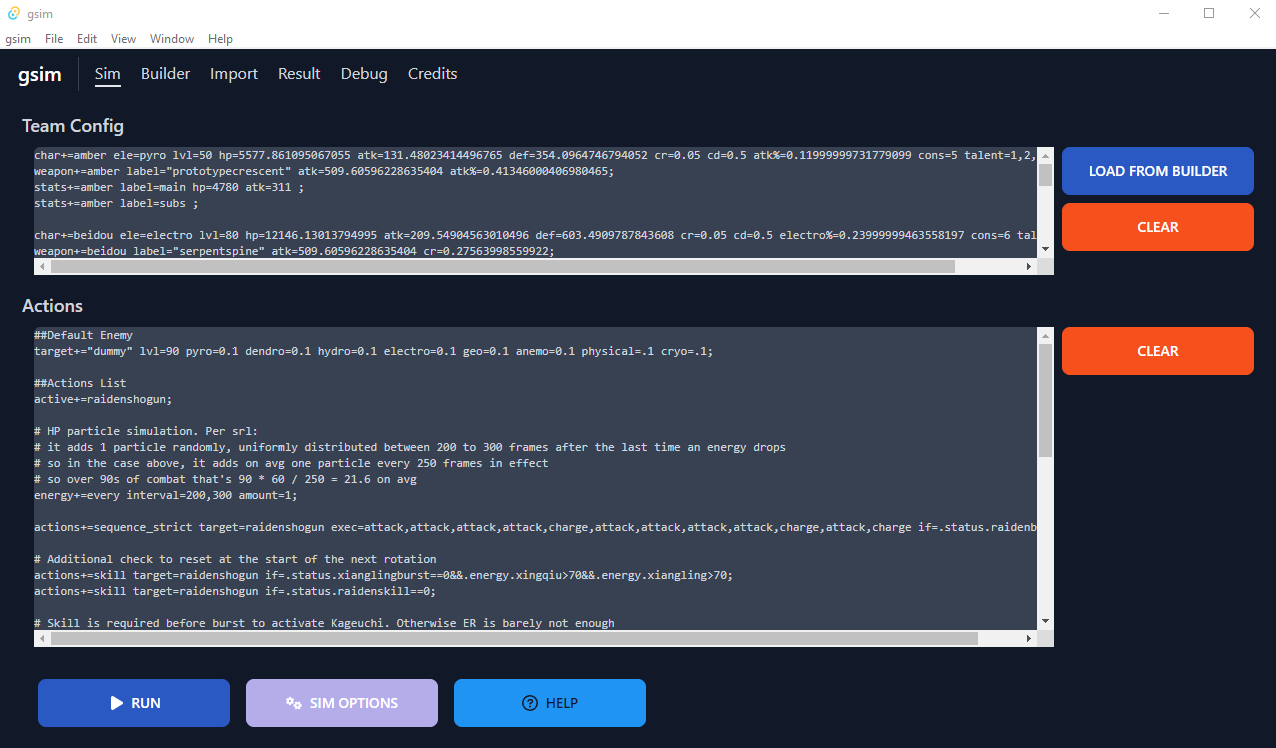 gsim
gsim File Edit View Window Help
gsim Sim Builder Import Result Debug Credits
Team Config
char+=amber ele=pyro lvl=50 hp=5577.861095067055 atk=131.48023414496765 def=354.0964746794052 cr=0.05 cd=0.5 atk%=0.11999999731779099 cons=5 talent=1,2,
weapon+=amber label="prototypecrescent" atk=509.60596228635404 atk%=0.41346000406980465;
stats+=amber label=main hp=4780 atk=311 ;
stats+=amber label=subs ;
char+=beidou ele=electro lvl=80 hp=12146.13013794995 atk=209.54904563010496 def=603.4909787843608 cr=0.05 cd=0.5 electro%=0.23999999463558197 cons=6 tal
weapon+=beidou label="serpentspine" atk=509.60596228635404 cr=0.27563998559922;
LOAD FROM BUILDER
CLEAR
Actions
##Default Enemy
target+="dummy" lvl=90 pyro=0.1 dendro=0.1 hydro=0.1 electro=0.1 geo=0.1 anemo=0.1 physical=.1 cryo=.1;
##Actions List
active+=raidenshogun;
# HP particle simulation. Per srl:
# it adds 1 particle randomly, uniformly distributed between 200 to 300 frames after the last time an energy drops
# so in the case above, it adds on avg one particle every 250 frames in effect
# so over 90s of combat that's 90 * 60 / 250 = 21.6 on avg
energy+=every interval=200,300 amount=1;
actions+=sequence_strict target=raidenshogun exec=attack,attack,attack,attack,charge,attack,attack,attack,attack,charge,attack,charge if=.status.raidenb
# Additional check to reset at the start of the next rotation
actions+=skill target=raidenshogun if=.status.xianglingburst==0&&.energy.xingqiu>70&&.energy.xiangling>70;
actions+=skill target=raidenshogun if=.status.raidenskill==0;
# Skill is required before burst to activate Kageuchi. Otherwise ER is barely not enough
CLEAR
RUN
SIM OPTIONS
HELP